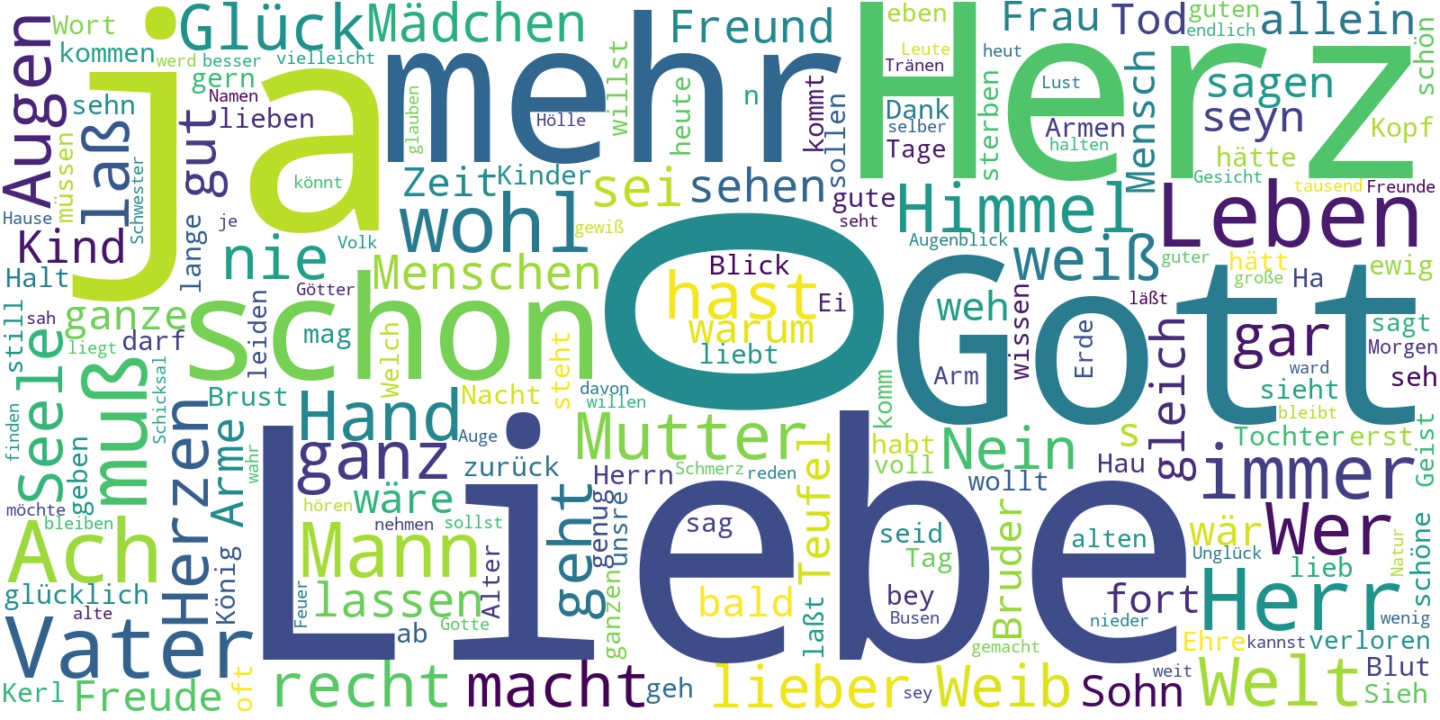 Wort
Glück
Mädchen
Freund
eben
Frau
Tod
guten
endlich
allein
Augen
kommen
werd
besser
vielleicht
ja
mehr
willst
Herz
Leute
Tränen
heut
schön
gern
sehn
Namen
lieben
glauben
Hölle
heute
n
kommt
sollen
Dank
selber
Tage
sterben
Lust
Armen
halten
Mensch
sagen
seyn
hätte
Kopf
müssen
laß
Schwester
gut
könnt
Zeit
Kinder
sei
sehen
gute
seht
Himmel
Gesicht
tausend
Freunde
Hause
Kind
lange
je
nie
Volk
wohl
gewiß
Augenblick
Leben
Halt
sah
still
ganze
liegt
darf
leiden
Götter
mag
Menschen
schon
O
Blick
hast
Ei
warum
liebt
Gott
weh
weiß
wissen
Arm
Erde
läßt
guter
hätt
große
Ha
ewig
gar
sagt
Morgen
ward
seh
sieht
bleibt
gleich
Seele
muß
Schicksal
Brust
Welch
Nacht
steht
davon
willen
komm
finden
geben
Herzen
Arme
wahr
Hand
Auge
ganz
zurück
Mutter
Herrn
Schmerz
reden
Teufel
habt
voll
Nein
wollt
Hau
s
Tochter
erst
Geist
immer
möchte
bleiben
Ach
wäre
hören
nehmen
sollst
geht
genug
unsre
Liebe
sag
seid
Tag
Bruder
alten
wär
Unglück
Wer
lieb
Natur
schöne
glücklich
alte
König
Mann
lassen
Feuer
Alter
Gotte
ganzen
bald
laßt
bey
Busen
gemacht
fort
nieder
Herr
wenig
Vater
ab
Ehre
kannst
verloren
Kerl
Freude
oft
recht
macht
geh
lieber
sey
Weib
Sohn
weit
Welt
Blut
Sieh